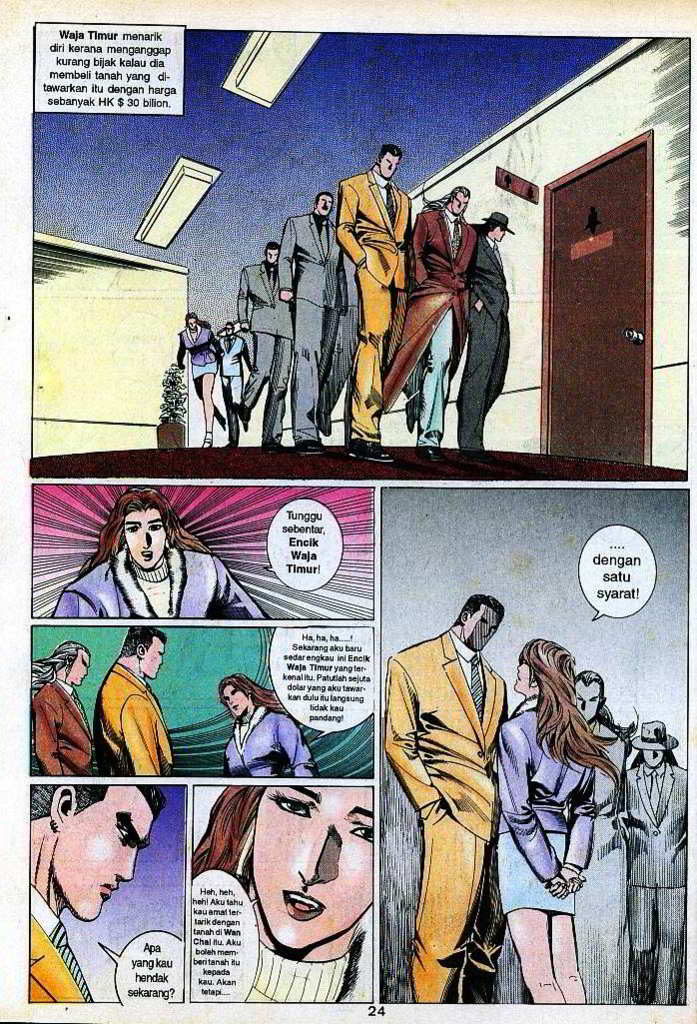 Waja Timur menarik
diri kerana menganggap
kurang bijak kalau dia
membeli tanah yang di-
tawarkan itu dengan harga
sebanyak HK $ 30 bilion.
Tunggu
sebentar,
Encik
Waja
Timur!
Ha, ha, ha.....!
Sekarang aku baru
sedar engkau ini Encik
Waja Timur yang ter-
kenal itu. Patutlah sejuta
dolar yang aku tawar-
kan dulu itu langsung
tidak kau
pandang!
....
dengan
satu
syarat!
Apa
yang kau
hendak
sekarang?
Heh, heh,
heh! Aku tahu
kau amat ter-
tarik dengan
tanah di Wan
Chai itu. Aku
boleh mem-
beri tanah itu
kepada
kau. Akan
tetapi....
24